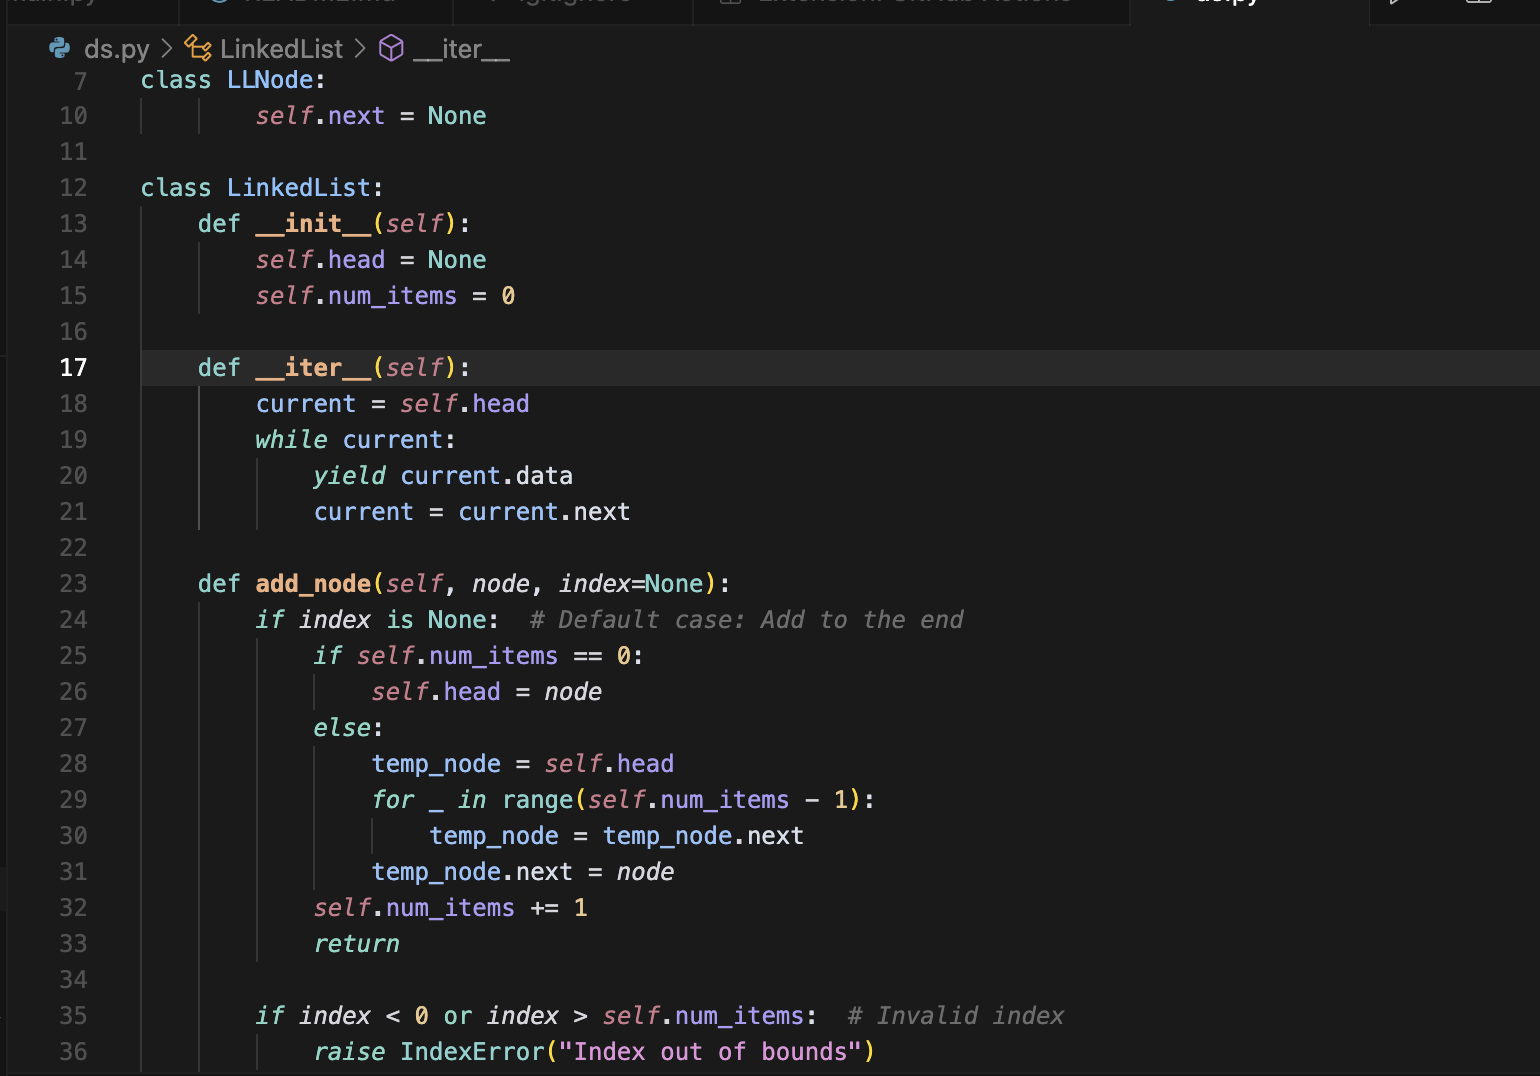 ds.py
ds.py > LinkedList > __iter__
7 class LLNode:
10         self.next = None
11
12 class LinkedList:
13     def __init__(self):
14         self.head = None
15         self.num_items = 0
16
17     def __iter__(self):
18         current = self.head
19         while current:
20             yield current.data
21             current = current.next
22
23     def add_node(self, node, index=None):
24         if index is None:  # Default case: Add to the end
25             if self.num_items == 0:
26                 self.head = node
27             else:
28                 temp_node = self.head
29                 for _ in range(self.num_items - 1):
30                     temp_node = temp_node.next
31                 temp_node.next = node
32             self.num_items += 1
33             return
34
35         if index < 0 or index > self.num_items:  # Invalid index
36             raise IndexError("Index out of bounds")